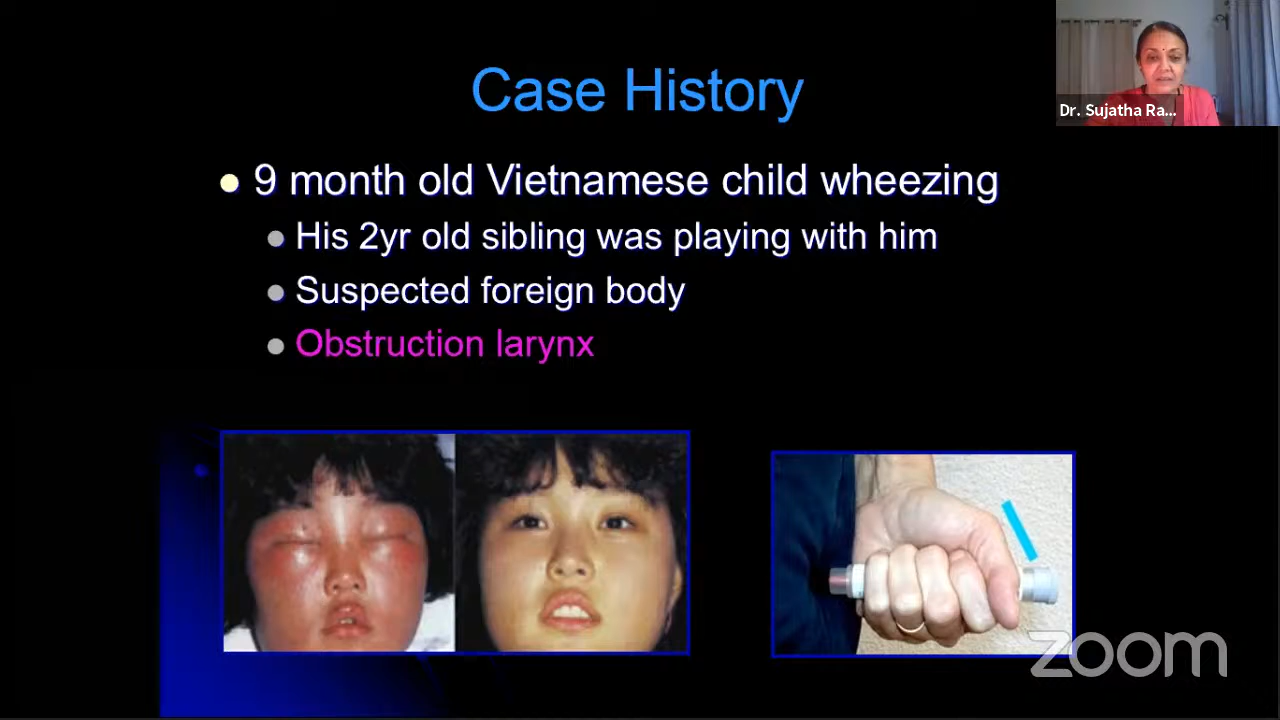 Case History
Dr. Sujatha Ra...
9 month old Vietnamese child wheezing
His 2yr old sibling was playing with him
Suspected foreign body
Obstruction larynx
zoom